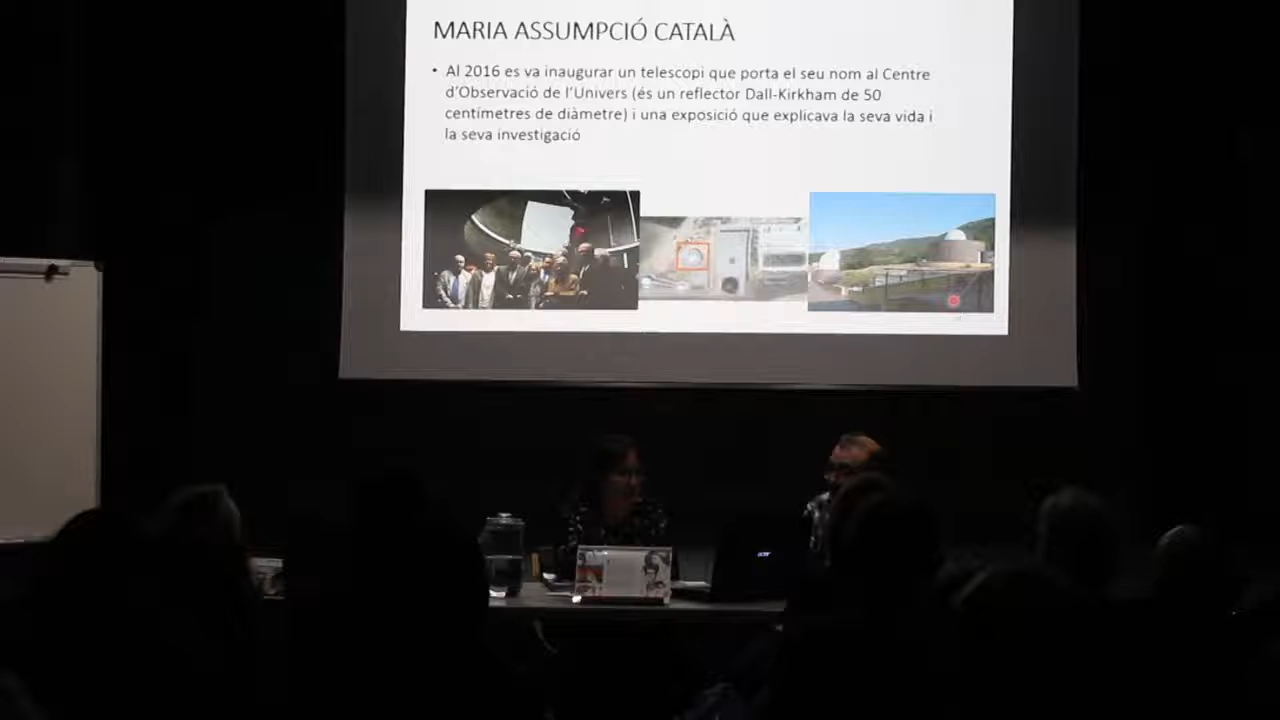 MARIA ASSUMPCIÓ CATALÀ
• Al 2016 es va inaugurar un telescopi que porta el seu nom al Centre
d'Observació de l'Univers (és un reflector Dall-Kirkham de 50
centímetres de diàmetre) i una exposició que explicava la seva vida i
la seva investigació
acer